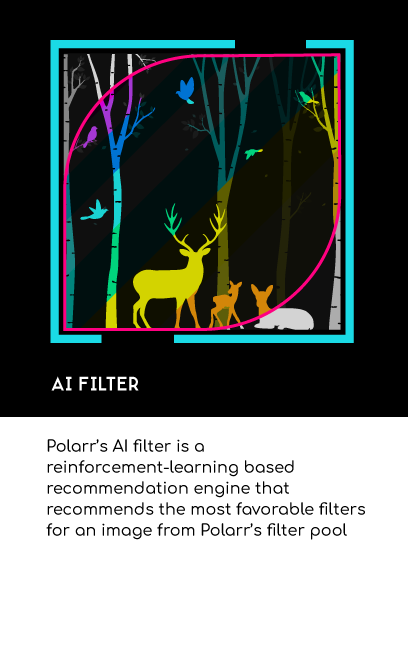 AI FILTER
Polarr's AI filter is a
reinforcement-learning based
recommendation engine that
recommends the most favorable filters
for an image from Polarr's filter pool